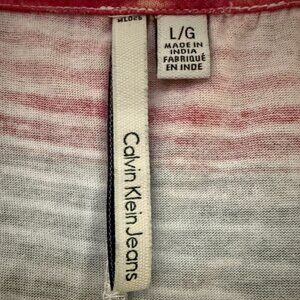 L/G
MADE IN
INDIA
FABRIQUÉ
EN INDE
Calvin Klein Jeans